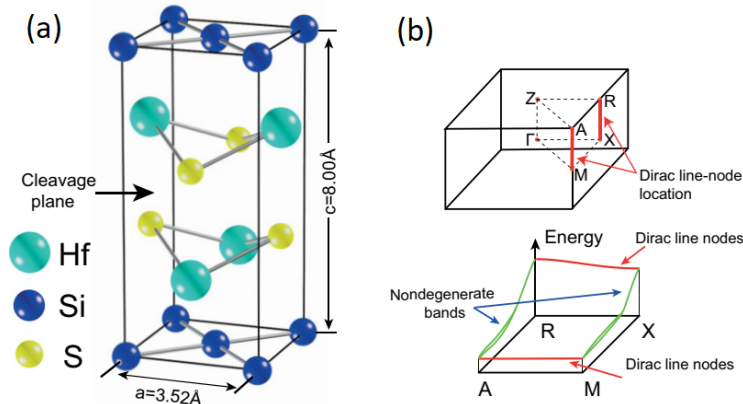 (a)
Cleavage
plane
c=8.00Å
Hf
Si
S
a=3.52Å
(b)
Z
R
A
Γ
X
M
Dirac line-node
location
Energy
Dirac line nodes
Nondegenerate
bands
R
X
Dirac line nodes
A
M